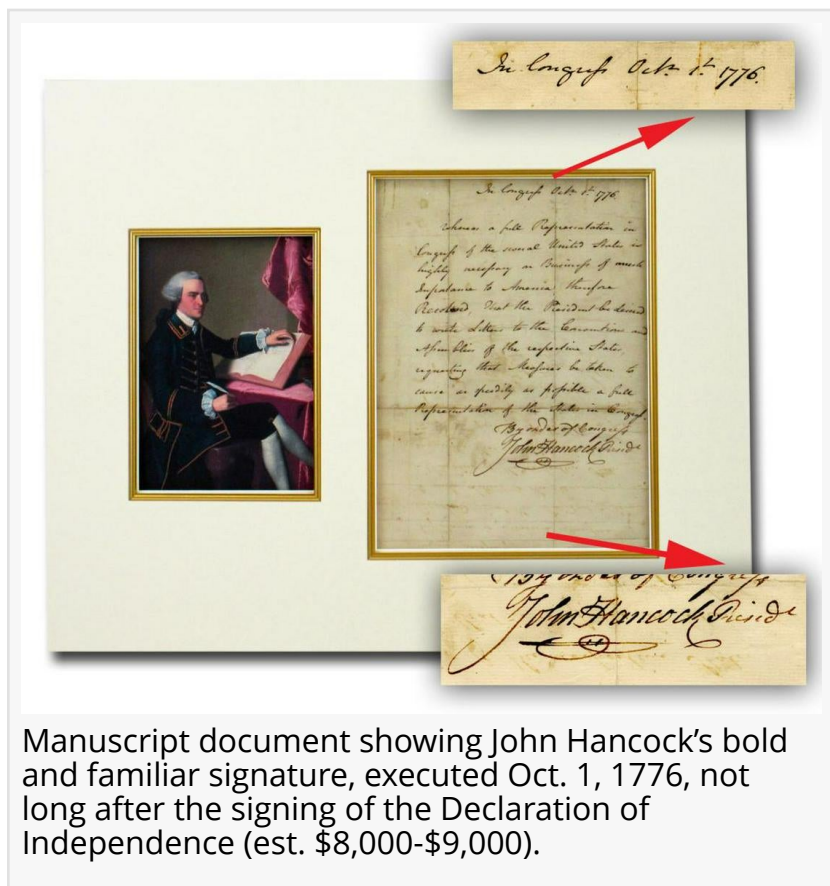 In Congress Octr. 1st. 1776.
In Congress Octr. 1st. 1776.
Whereas a full Representation in
Congress of the several United States is
highly necessary on Business of much
Importance to America therefore
Resolved, That the President be desired
to write Letters to the Conventions and
Assemblies of the respective States,
requesting that Measures be taken to
cause as speedily as possible a full
Representation of the States in Congress.
By order of Congress
John Hancock Presidt
By order of Congress
John Hancock Presidt
Manuscript document showing John Hancock’s bold
and familiar signature, executed Oct. 1, 1776, not
long after the signing of the Declaration of
Independence (est. $8,000-$9,000).